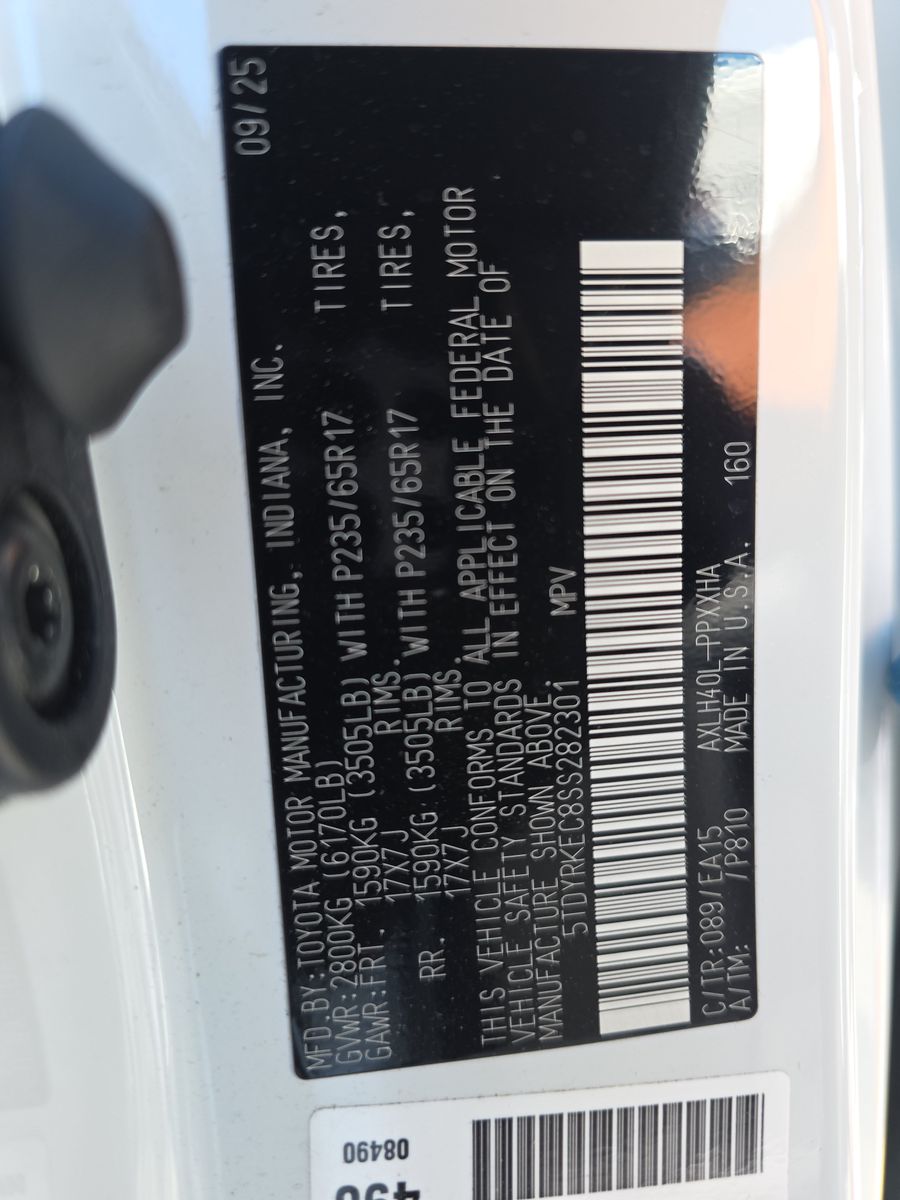 MFD.BY:TOYOTA MOTOR MANUFACTURING, INDIANA, INC. 09/25
GVWR:2800KG (6170LB)
GAWR:FRT. 1590KG (3505LB) WITH P235/65R17 TIRES,
17X7J RIMS.
RR. 1590KG (3505LB) WITH P235/65R17 TIRES,
17X7J RIMS.
THIS VEHICLE CONFORMS TO ALL APPLICABLE FEDERAL MOTOR
VEHICLE SAFETY STANDARDS IN EFFECT ON THE DATE OF
MANUFACTURE SHOWN ABOVE.
5TDYRKEC8SS282301 MPV
C/TR:089/EA15 AXLH40L-PPXXHA
A/TM: /P810 MADE IN U.S.A. 160
08490